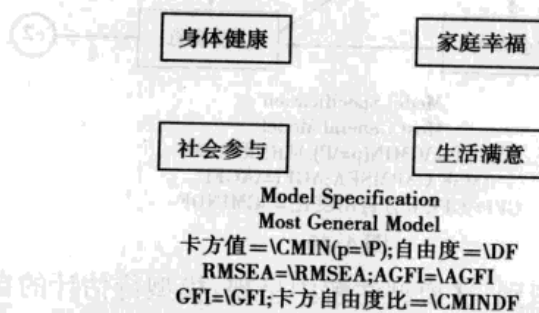 身体健康 家庭幸福
社会参与 生活满意
Model Specification
Most General Model
卡方值=\CMIN(p=\P);自由度=\DF
RMSEA=\RMSEA;AGFI=\AGFI
GFI=\GFI;卡方自由度比=\CMINDF